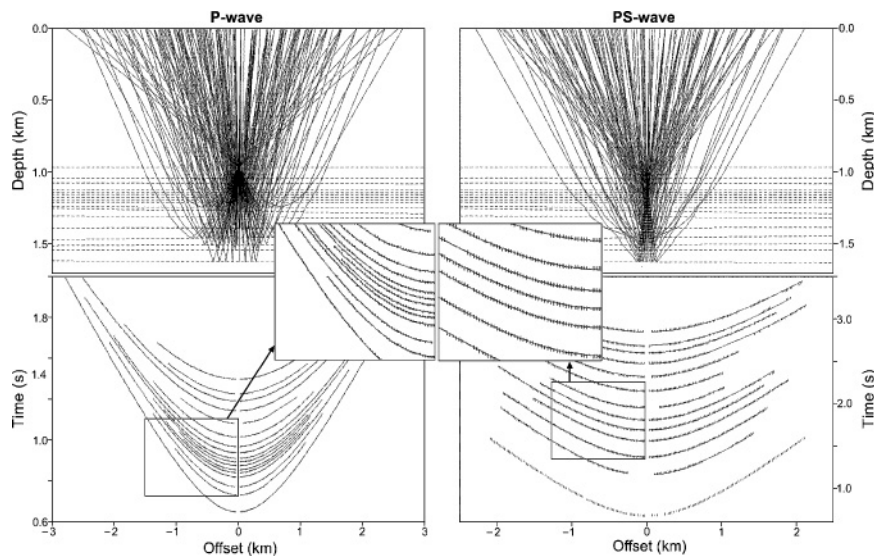 P-wave
PS-wave
0.0
0.5
1.0
1.5
Depth (km)
0.0
0.5
1.0
1.5
Depth (km)
1.8
1.4
1.0
0.6
Time (s)
3.0
2.0
1.0
Time (s)
−3 −2 −1 0 1 2 3
Offset (km)
−2 −1 0 1 2
Offset (km)